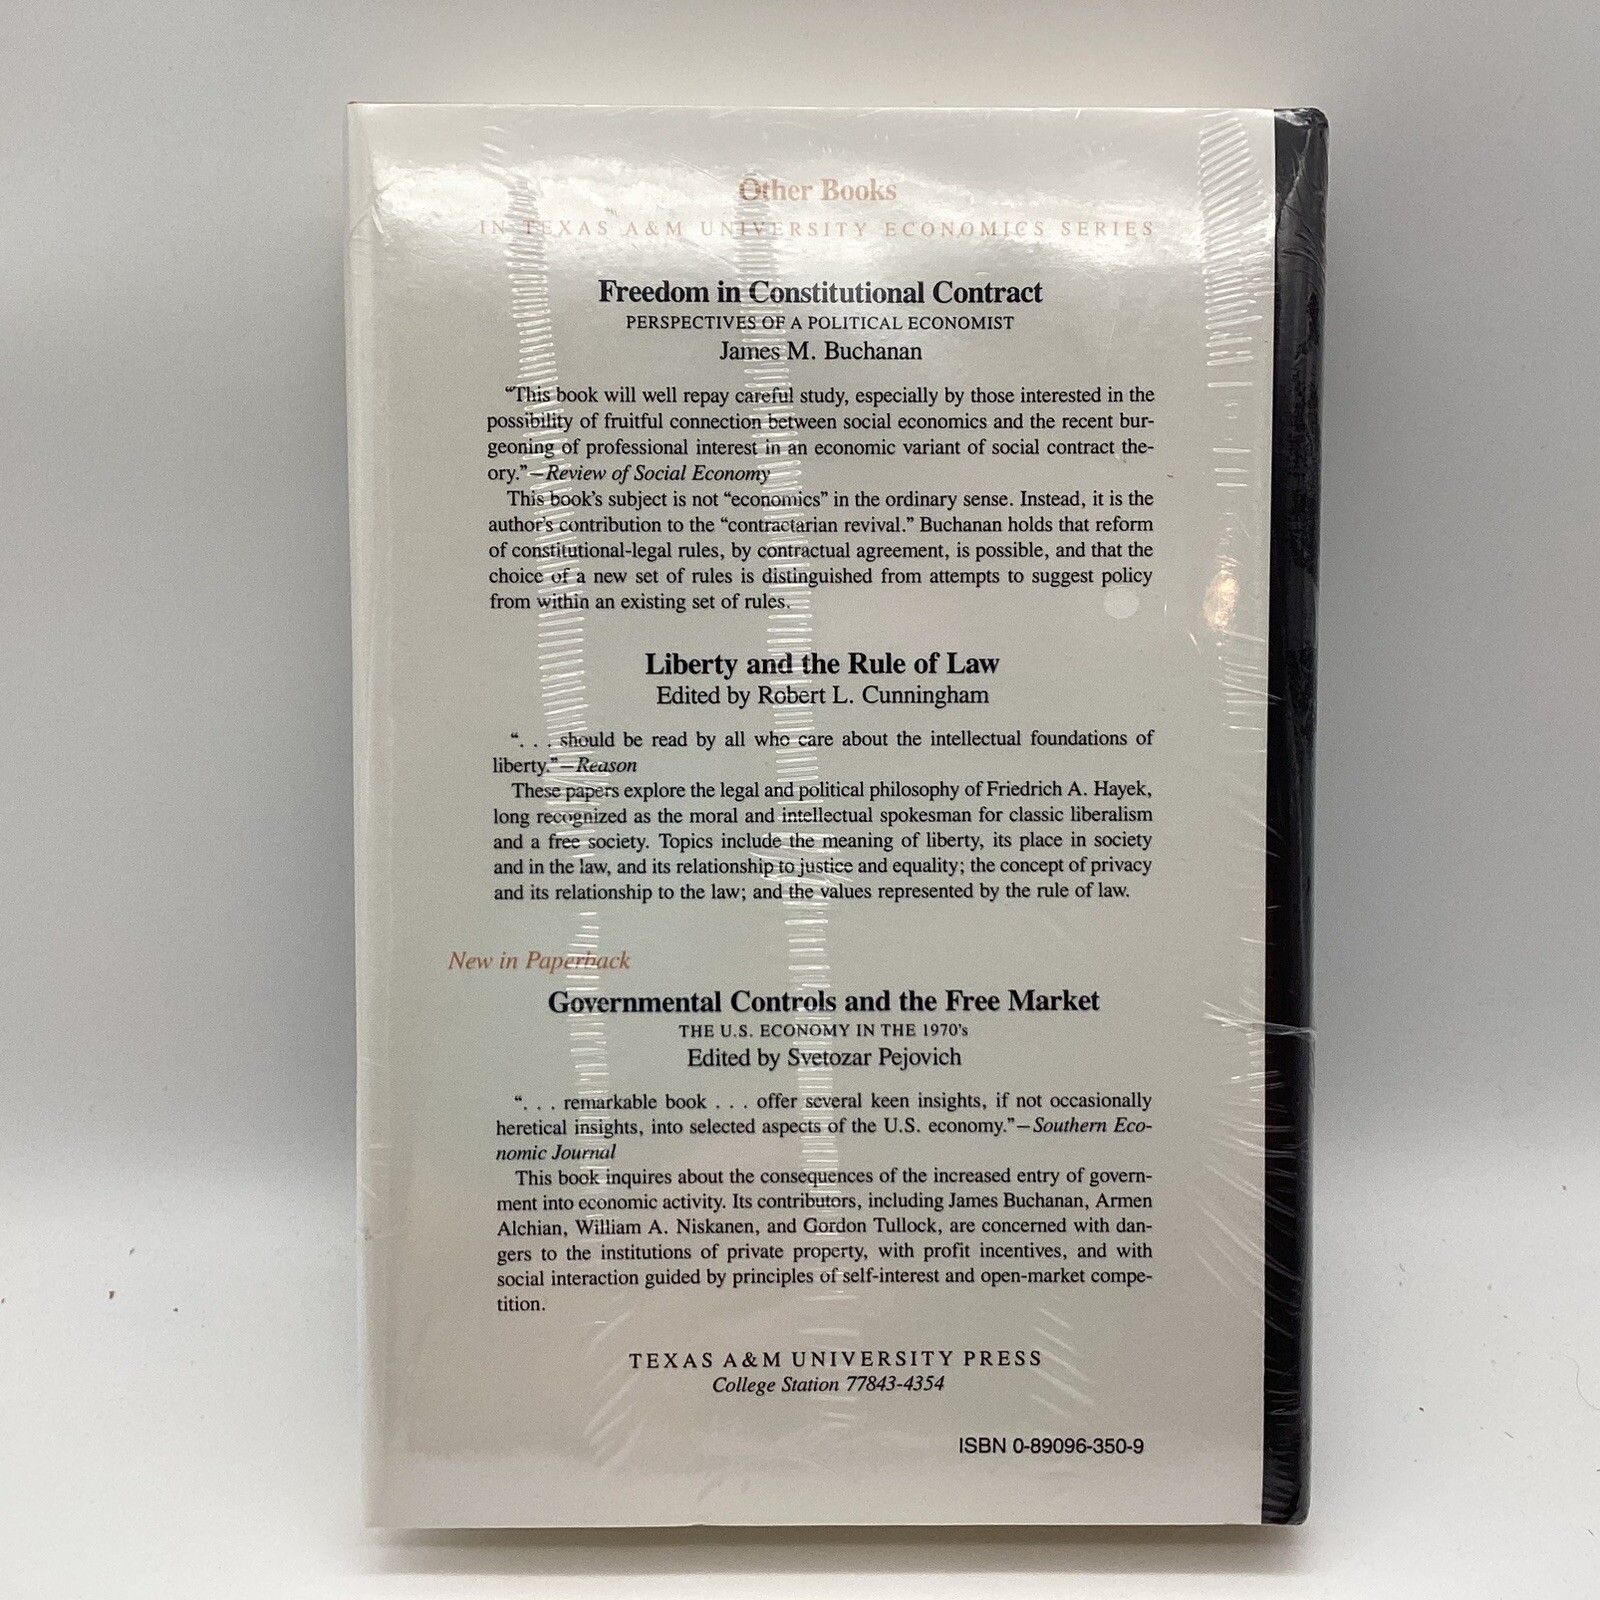 Other Books
IN TEXAS A&M UNIVERSITY ECONOMICS SERIES
Freedom in Constitutional Contract
PERSPECTIVES OF A POLITICAL ECONOMIST
James M. Buchanan
“This book will well repay careful study, especially by those interested in the
possibility of fruitful connection between social economics and the recent bur-
geoning of professional interest in an economic variant of social contract the-
ory.”—Review of Social Economy
This book’s subject is not “economics” in the ordinary sense. Instead, it is the
author’s contribution to the “contractarian revival.” Buchanan holds that reform
of constitutional-legal rules, by contractual agreement, is possible, and that the
choice of a new set of rules is distinguished from attempts to suggest policy
from within an existing set of rules.
Liberty and the Rule of Law
Edited by Robert L. Cunningham
“. . . should be read by all who care about the intellectual foundations of
liberty.”—Reason
These papers explore the legal and political philosophy of Friedrich A. Hayek,
long recognized as the moral and intellectual spokesman for classic liberalism
and a free society. Topics include the meaning of liberty, its place in society
and in the law, and its relationship to justice and equality; the concept of privacy
and its relationship to the law; and the values represented by the rule of law.
New in Paperback
Governmental Controls and the Free Market
THE U.S. ECONOMY IN THE 1970’s
Edited by Svetozar Pejovich
“. . . remarkable book . . . offer several keen insights, if not occasionally
heretical insights, into selected aspects of the U.S. economy.”—Southern Eco-
nomic Journal
This book inquires about the consequences of the increased entry of govern-
ment into economic activity. Its contributors, including James Buchanan, Armen
Alchian, William A. Niskanen, and Gordon Tullock, are concerned with dan-
gers to the institutions of private property, with profit incentives, and with
social interaction guided by principles of self-interest and open-market compe-
tition.
TEXAS A&M UNIVERSITY PRESS
College Station 77843-4354
ISBN 0-89096-350-9